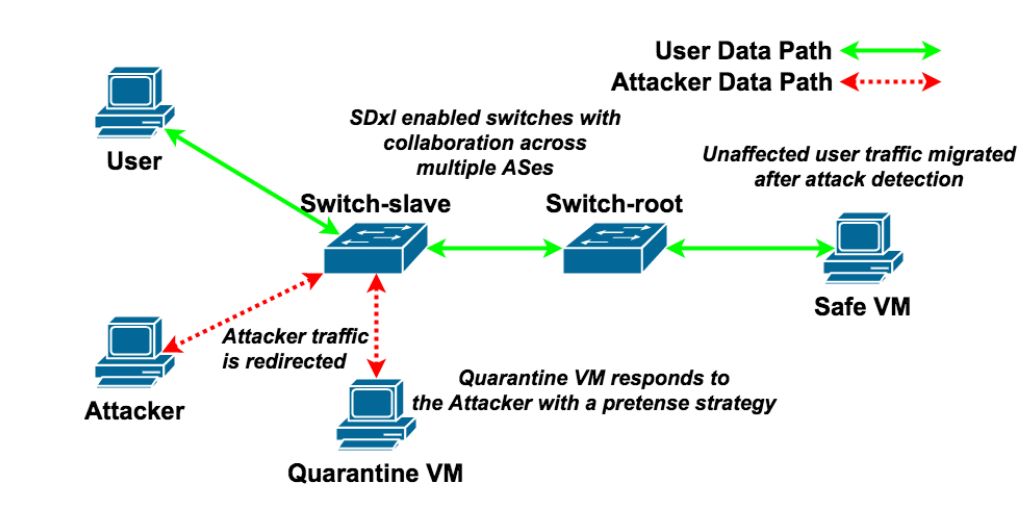 User Data Path
Attacker Data Path
SDxI enabled switches with
collaboration across
multiple ASes
Unaffected user traffic migrated
after attack detection
User
Switch-slave
Switch-root
Safe VM
Attacker traffic
is redirected
Attacker
Quarantine VM responds to
the Attacker with a pretense strategy
Quarantine VM